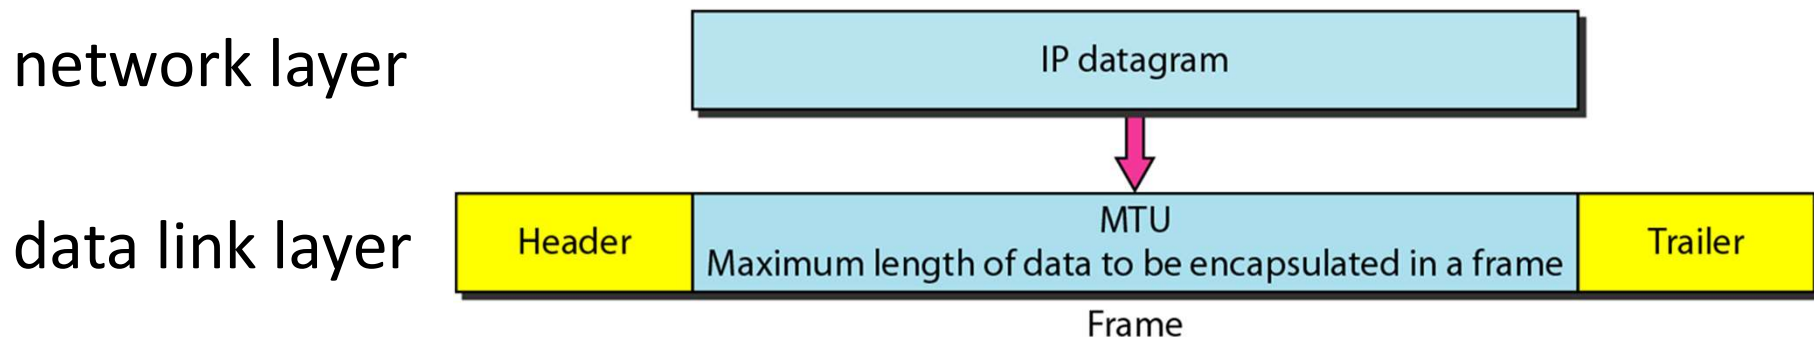 network layer
IP datagram
data link layer
Header
MTU
Maximum length of data to be encapsulated in a frame
Trailer
Frame